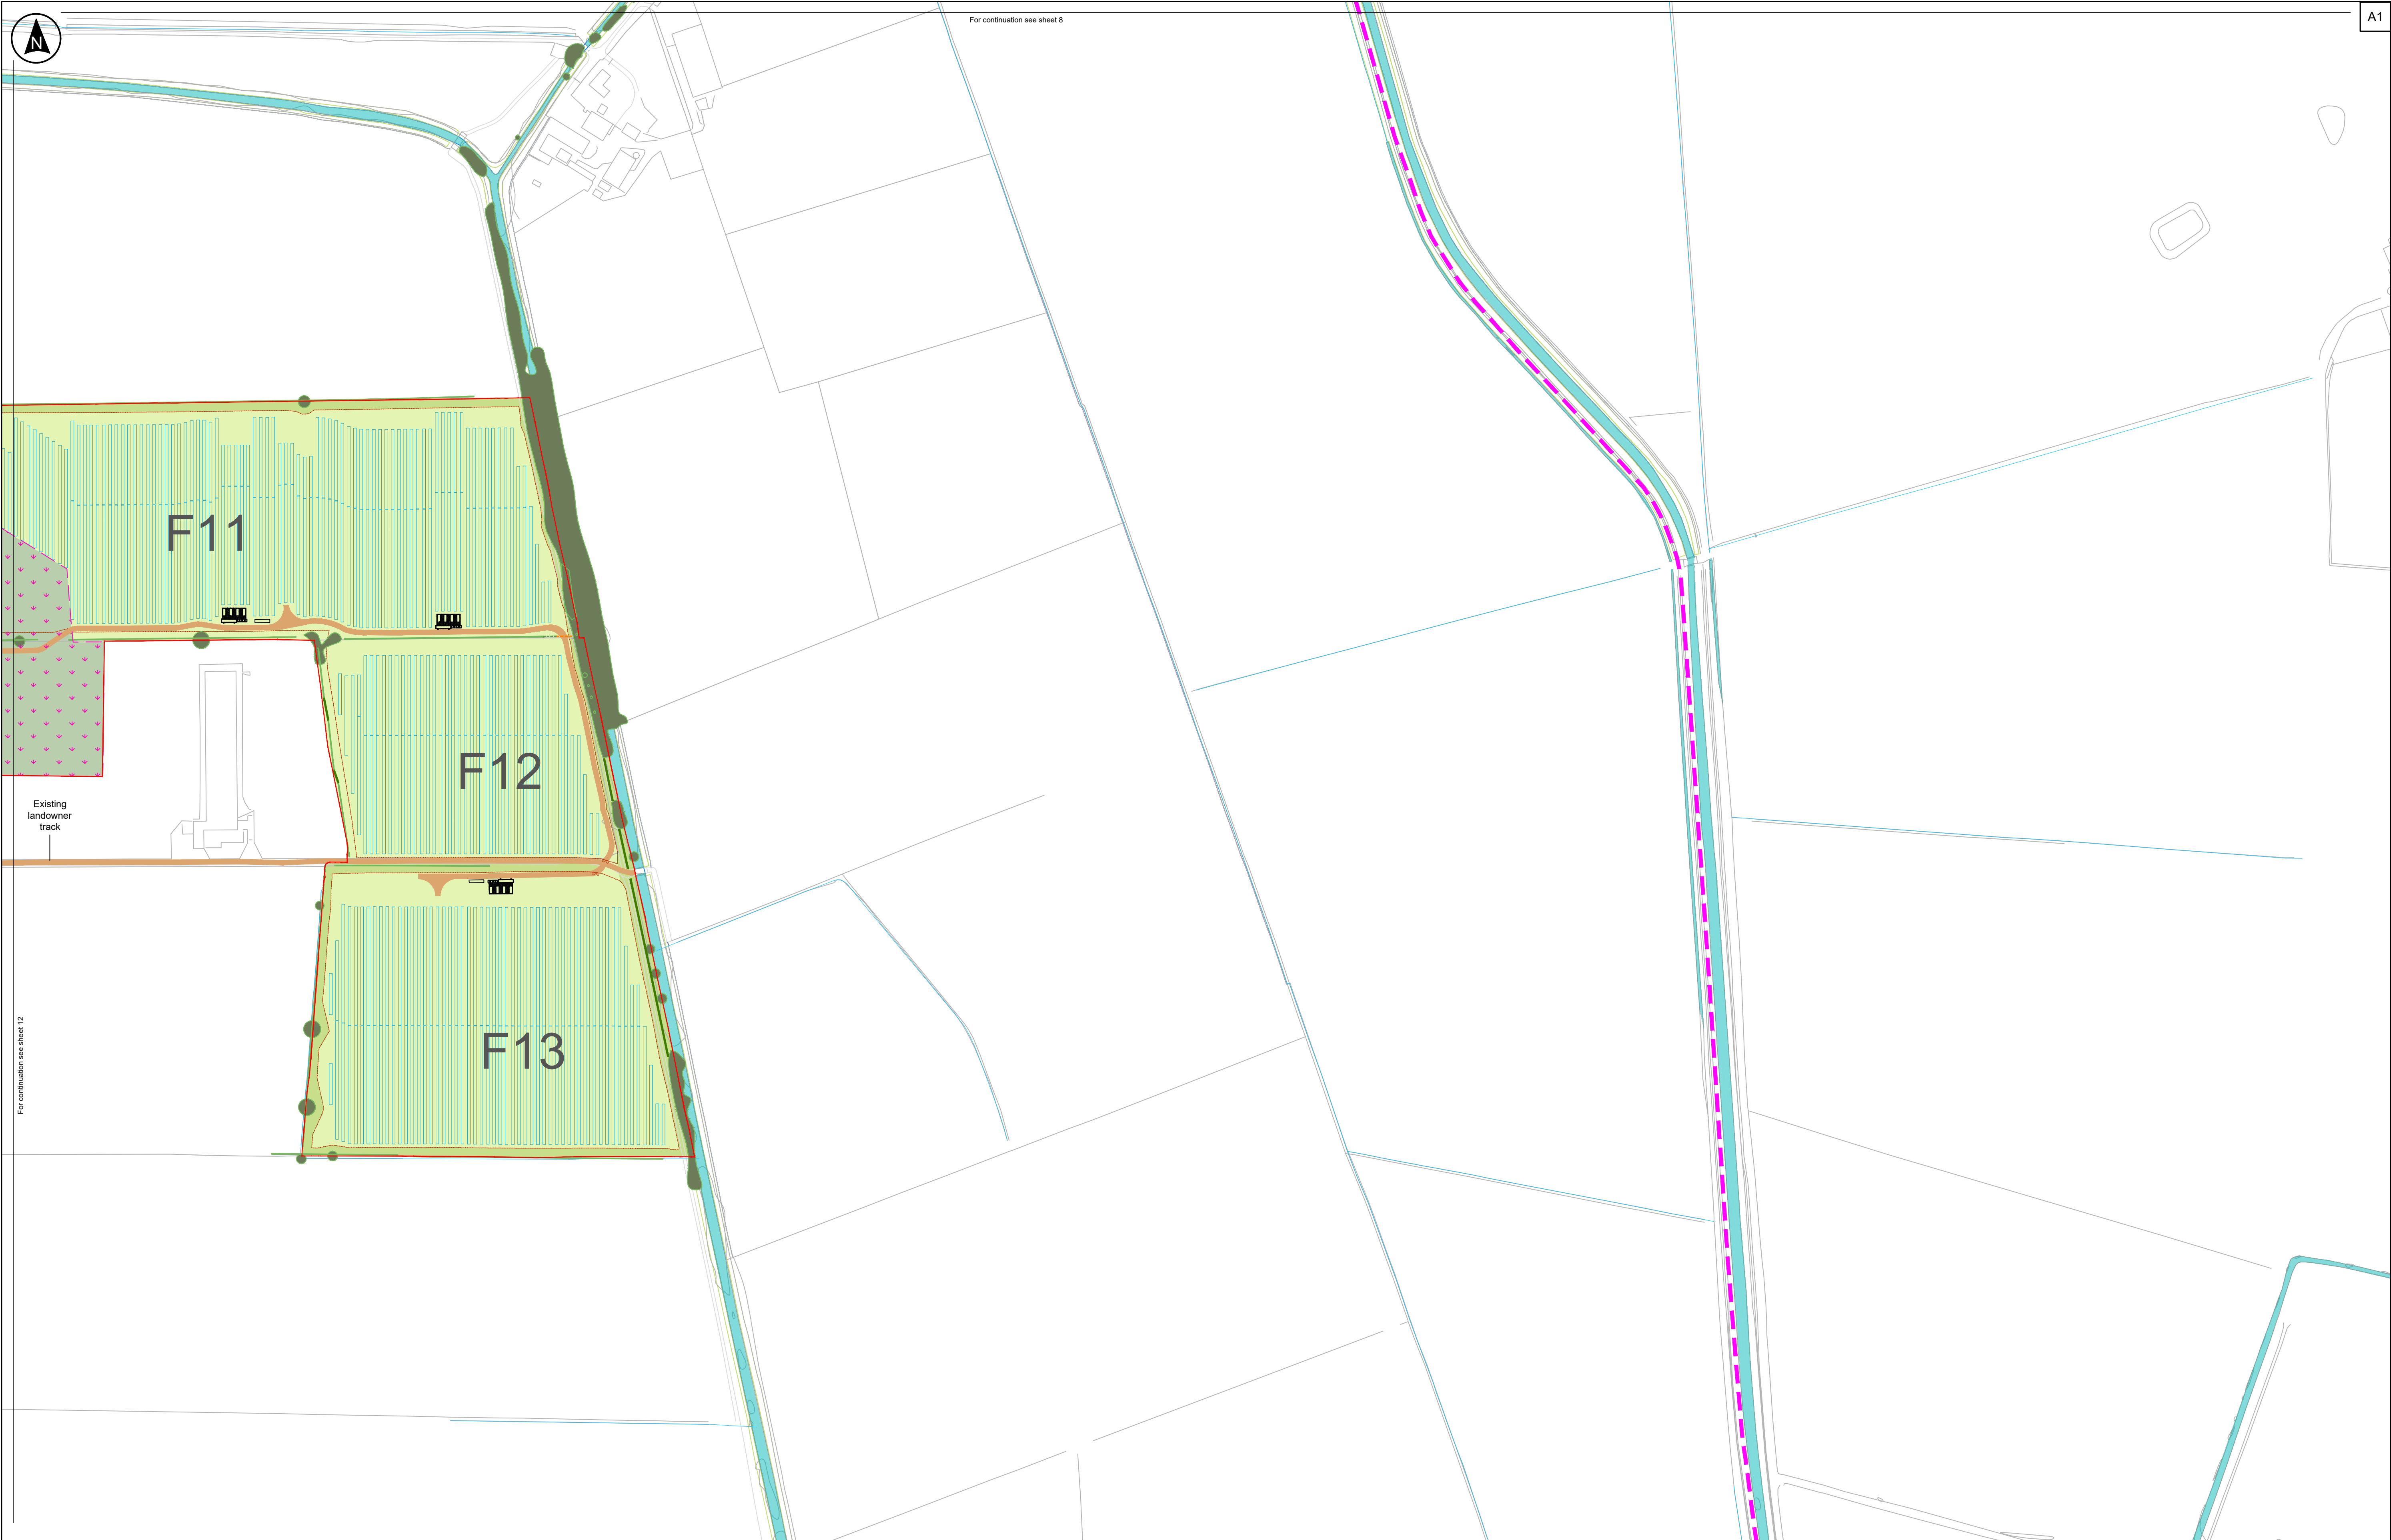 For continuation see sheet 8
A1
N
F11
F12
Existing
landowner
track
For continuation see sheet 12
F13